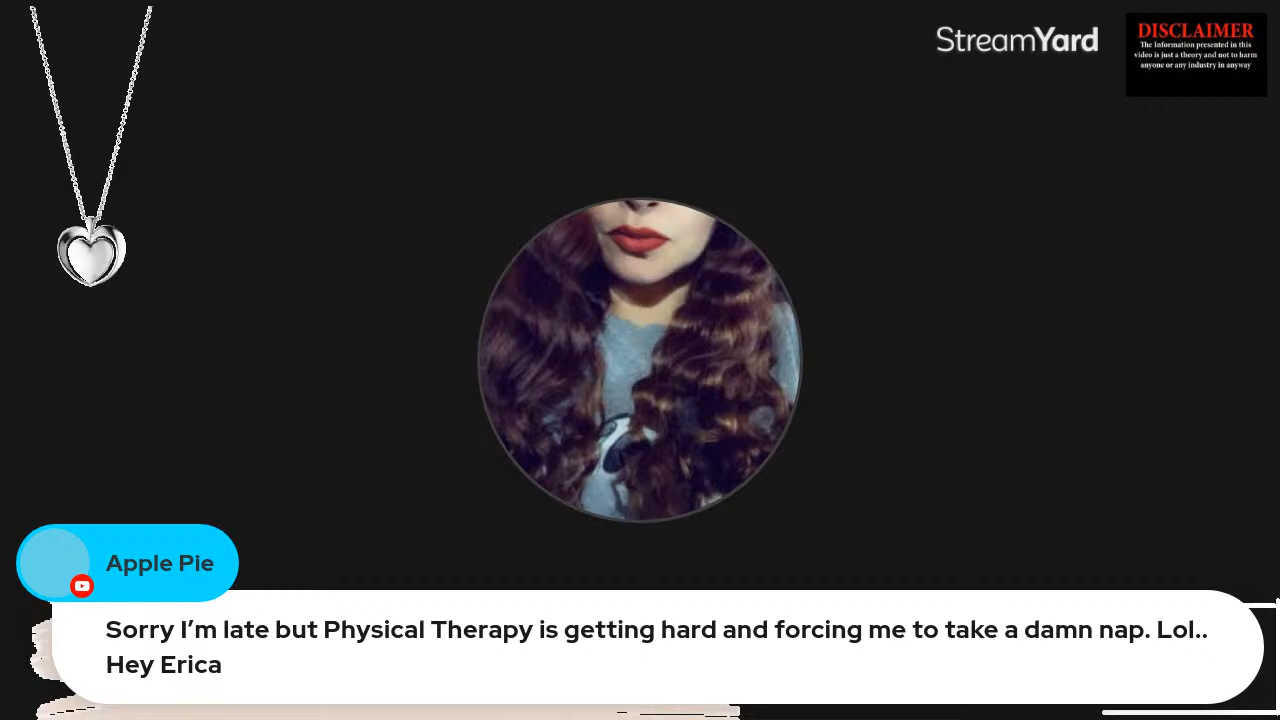 StreamYard
DISCLAIMER
The Information presented in this
video is just a theory and not to harm
anyone or any industry in anyway
Apple Pie
Sorry I’m late but Physical Therapy is getting hard and forcing me to take a damn nap. Lol..
Hey Erica